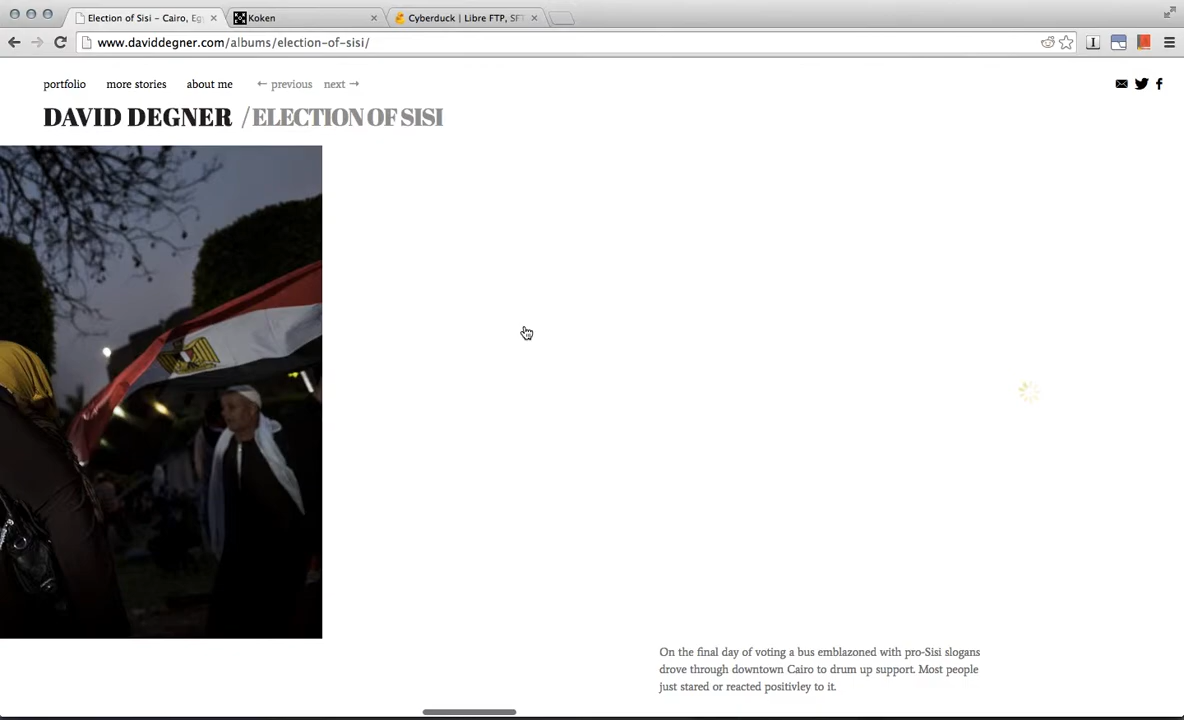 Election of Sisi – Cairo, Eg
Koken
Cyberduck | Libre FTP, SFT
www.daviddegner.com/albums/election-of-sisi/
portfolio more stories about me ← previous next →
DAVID DEGNER / ELECTION OF SISI
On the final day of voting a bus emblazoned with pro-Sisi slogans
drove through downtown Cairo to drum up support. Most people
just stared or reacted positivley to it.